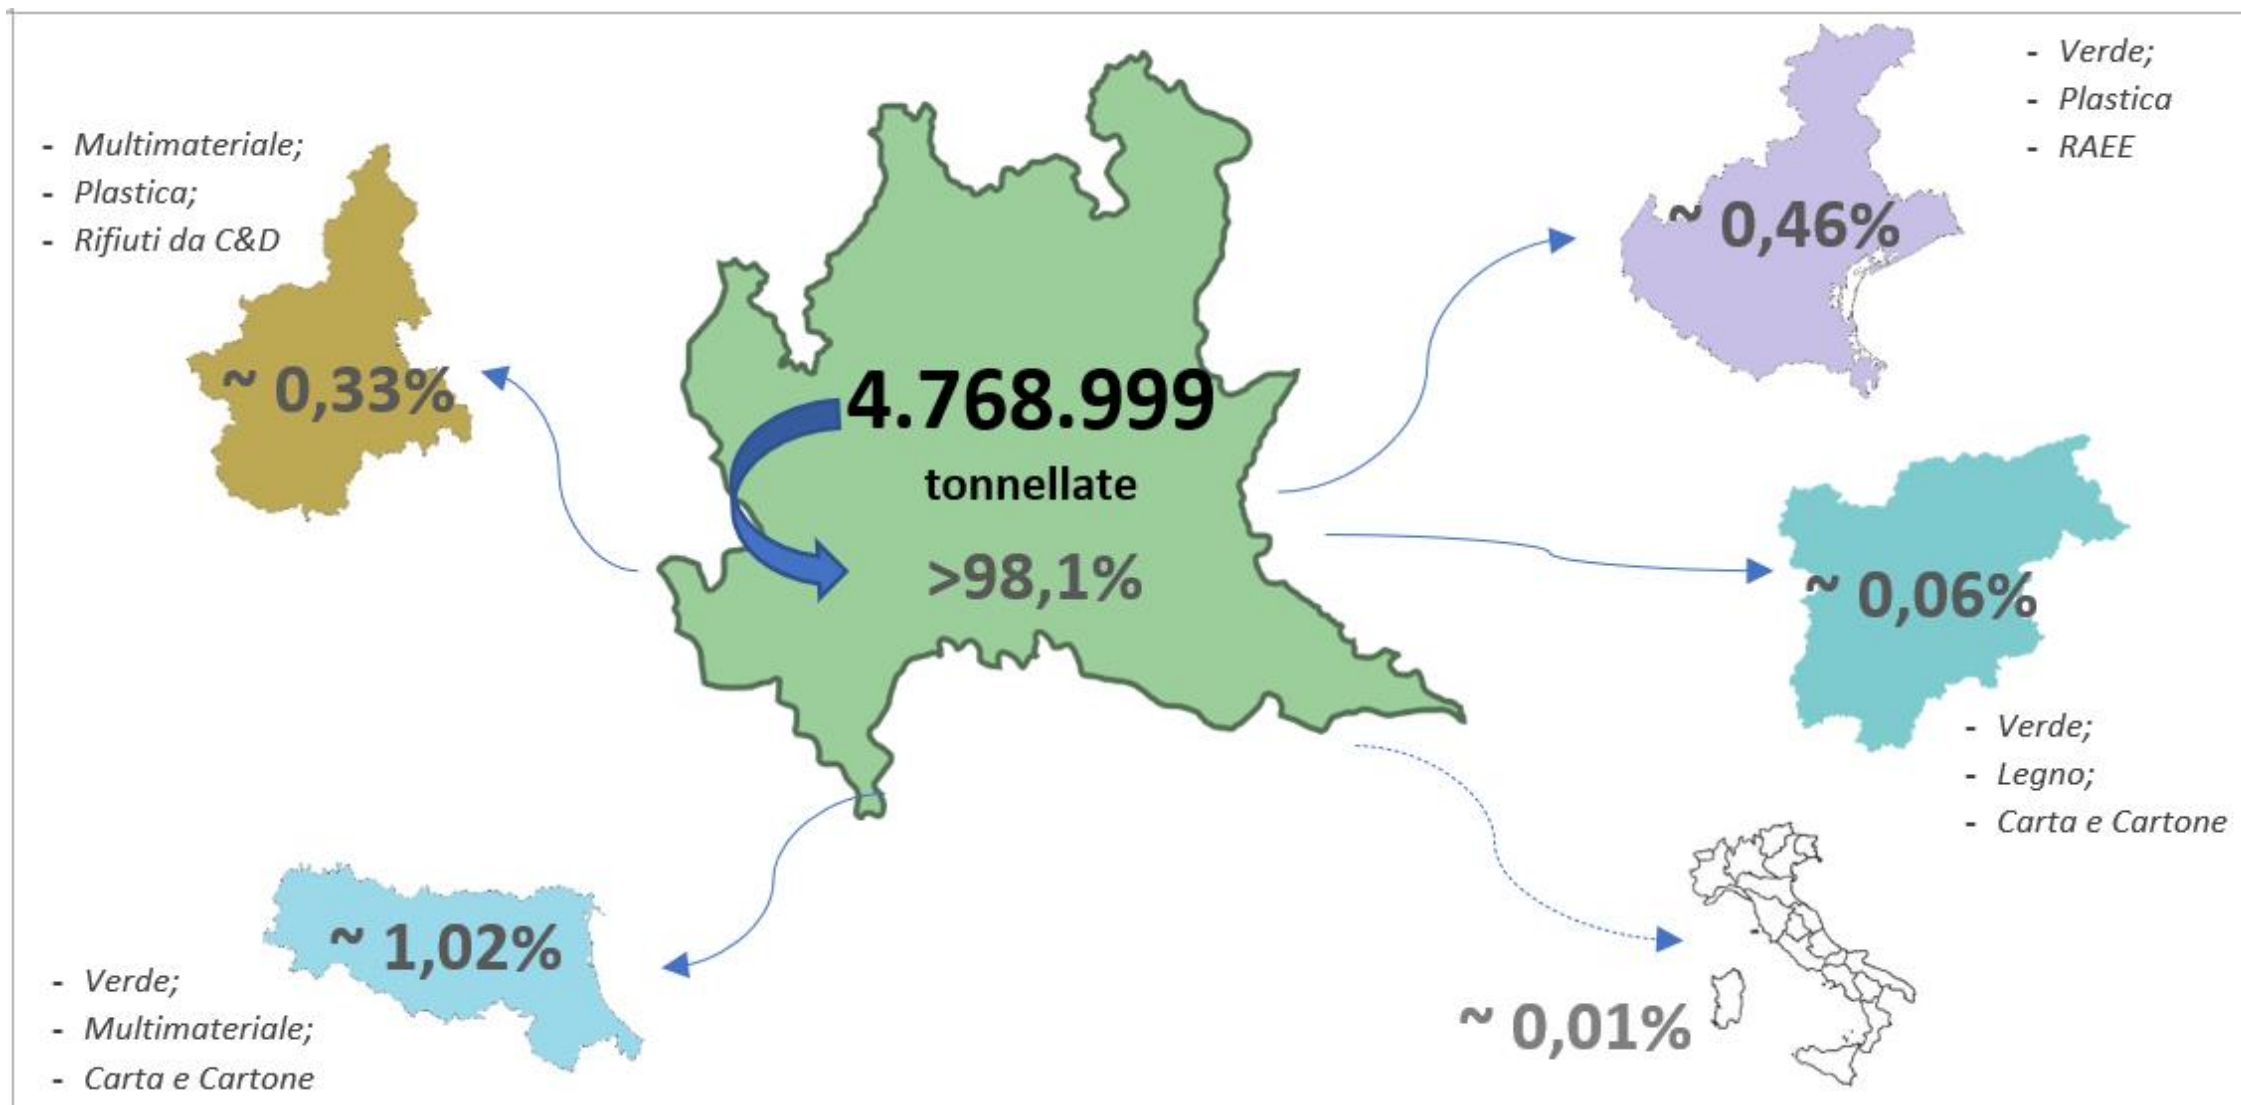 - Multimateriale;
- Plastica;
- Rifiuti da C&D
~ 0,33%
4.768.999
tonnellate
>98,1%
- Verde;
- Plastica
- RAEE
~ 0,46%
~ 0,06%
- Verde;
- Legno;
- Carta e Cartone
~ 1,02%
- Verde;
- Multimateriale;
- Carta e Cartone
~ 0,01%